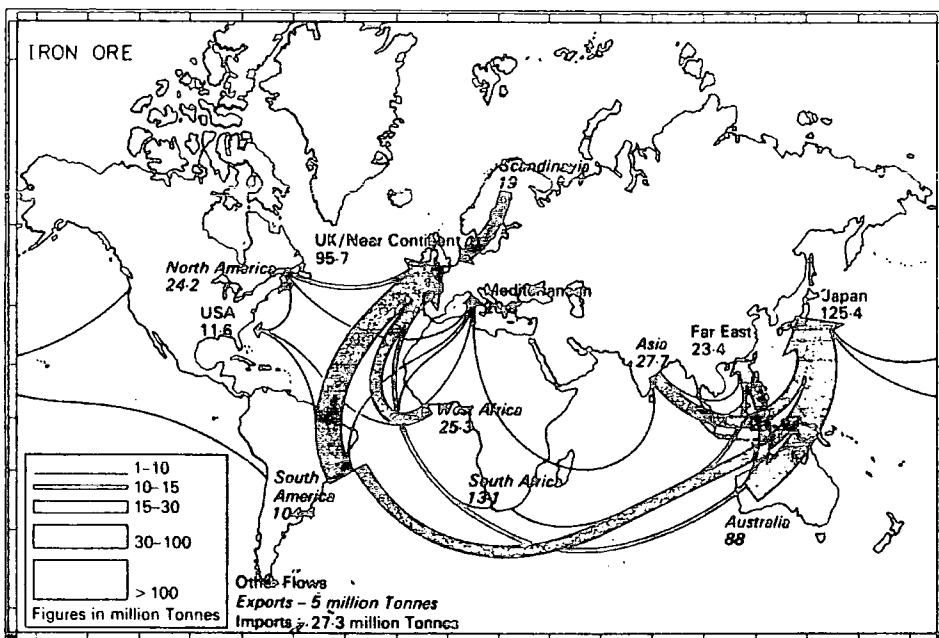 IRON ORE
Scandinavia
19
UK/Near Continent
95·7
North America
24·2
Mediterranean
USA
11·6
Japan
125·4
Far East
23·4
Asia
27·7
West Africa
25·3
South
America
South Africa
13·1
Australia
88
1–10
10–15
15–30
30–100
> 100
Figures in million Tonnes
Other Flows
Exports – 5 million Tonnes
Imports – 27·3 million Tonnes